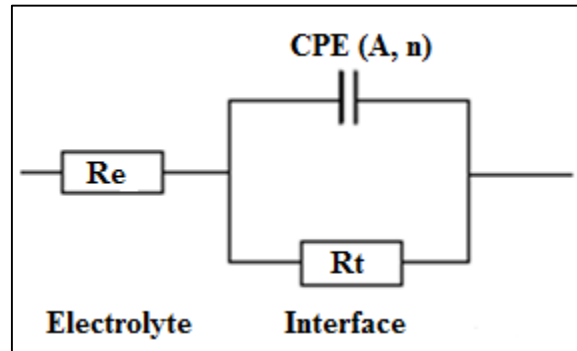 CPE (A, n)
Re
Rt
Electrolyte Interface